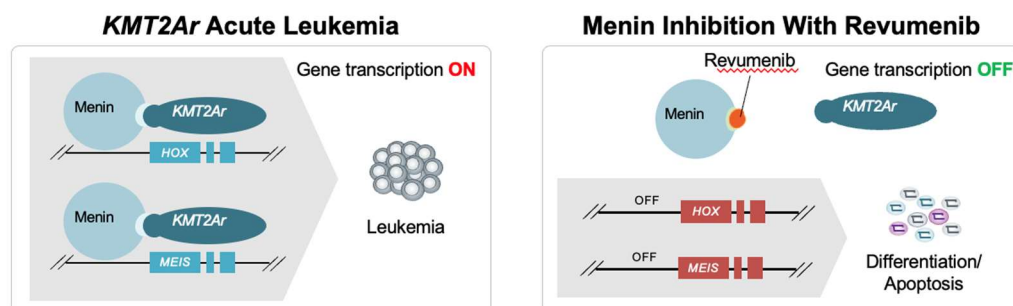 KMT2Ar Acute Leukemia
Gene transcription ON
Menin
KMT2Ar
HOX
Menin
KMT2Ar
MEIS
Leukemia
Menin Inhibition With Revumenib
Revumenib
Gene transcription OFF
Menin
KMT2Ar
OFF
HOX
OFF
MEIS
Differentiation/
Apoptosis